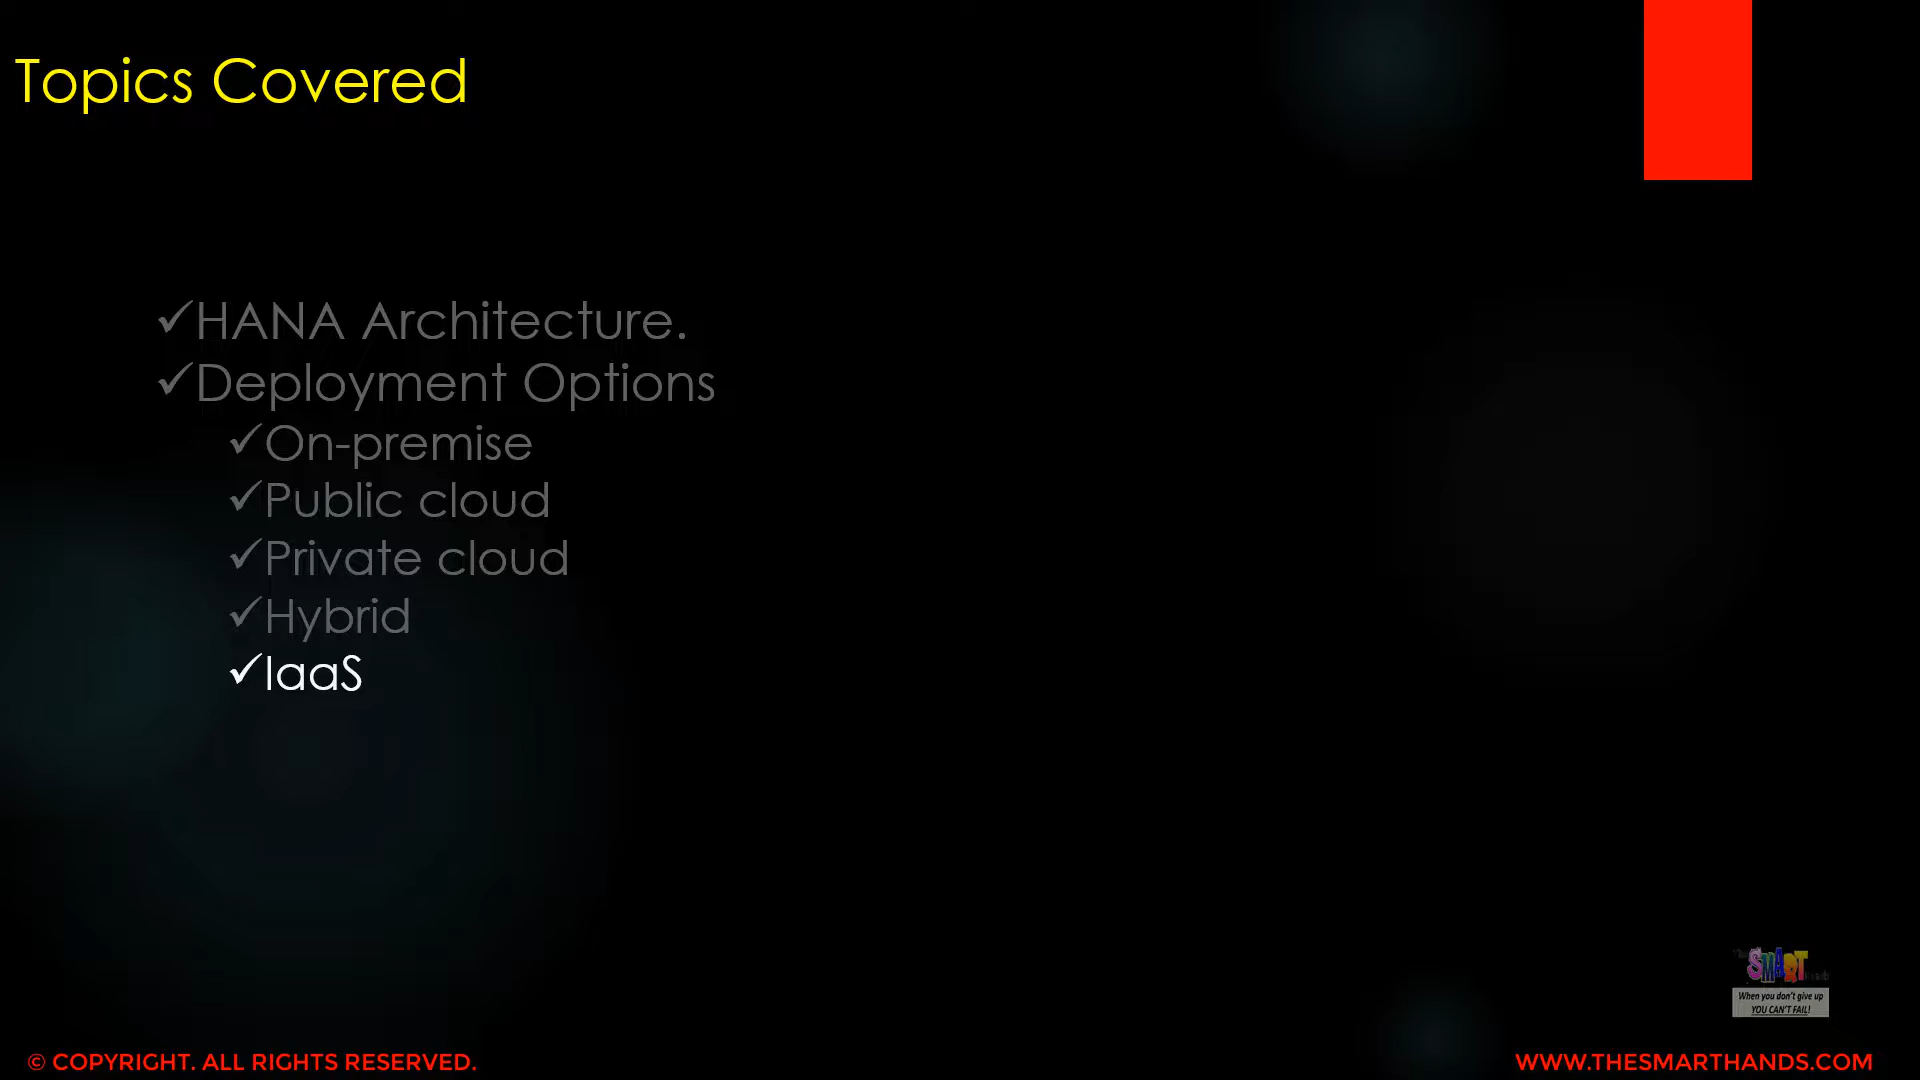 Topics Covered
✓HANA Architecture.
✓Deployment Options
✓On-premise
✓Public cloud
✓Private cloud
✓Hybrid
✓IaaS
SMART
When you don't give up
YOU CAN'T FAIL!
© COPYRIGHT. ALL RIGHTS RESERVED.
WWW.THESMARTHANDS.COM